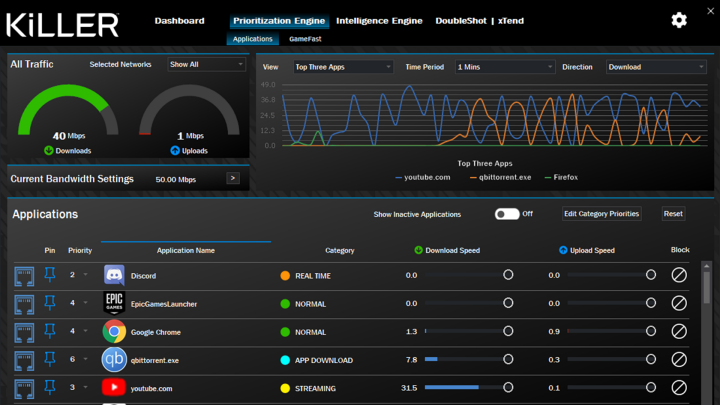 KiLLER™
Dashboard Prioritization Engine Intelligence Engine DoubleShot | xTend
Applications GameFast
All Traffic Selected Networks Show All
View Top Three Apps Time Period 1 Mins Direction Download
49.0
36.8
24.5
12.3
0.0
40 Mbps 1 Mbps
Downloads Uploads
Top Three Apps
youtube.com qbittorrent.exe Firefox
Current Bandwidth Settings 50.00 Mbps >
Applications Show Inactive Applications Off Edit Category Priorities Reset
Pin Priority Application Name Category Download Speed Upload Speed Block
2 Discord REAL TIME 0.0 0.0
4 EPIC GAMES EpicGamesLauncher NORMAL 0.0 0.0
4 Google Chrome NORMAL 1.3 0.9
6 qb qbittorrent.exe APP DOWNLOAD 7.8 0.3
3 youtube.com STREAMING 31.5 0.1